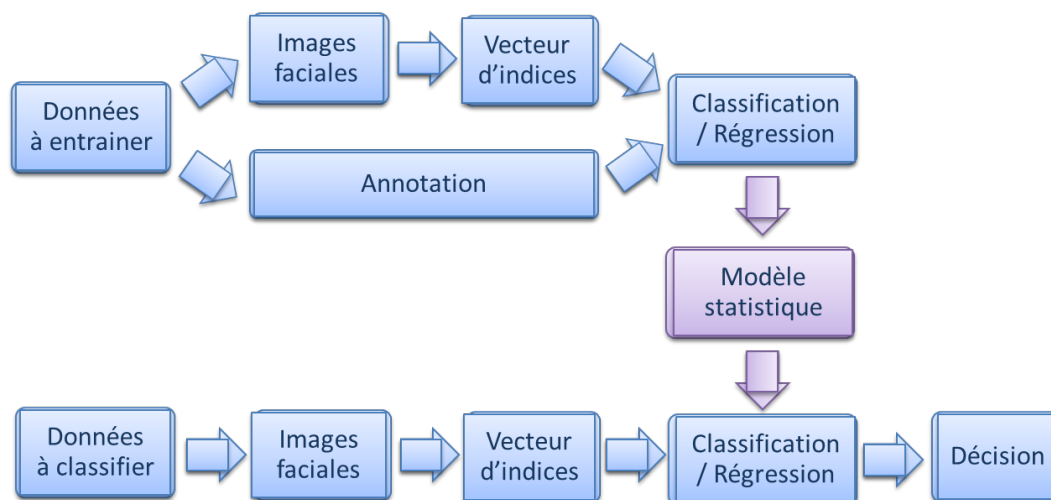 Données
à entrainer
Images
faciales
Vecteur
d'indices
Annotation
Classification
/ Régression
Modèle
statistique
Données
à classifier
Images
faciales
Vecteur
d'indices
Classification
/ Régression
Décision